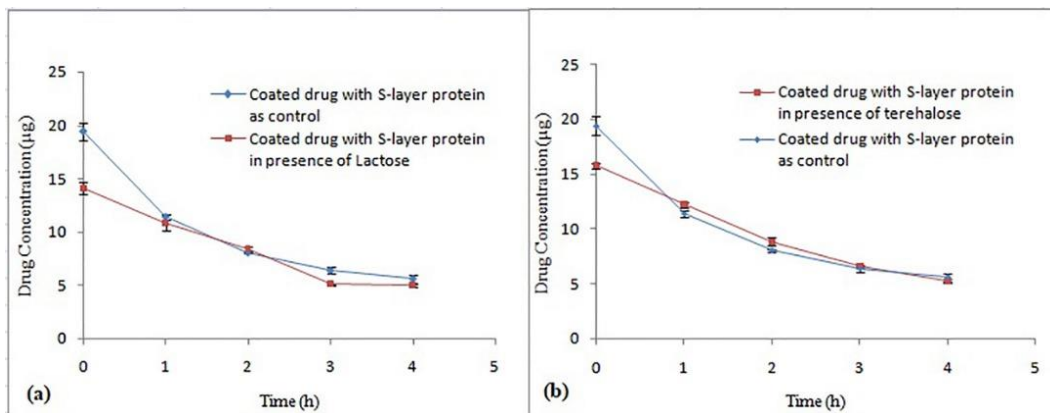 25
20
15
10
5
0
Drug Concentration (µg)
Coated drug with S-layer protein
as control
Coated drug with S-layer protein
in presence of Lactose
0 1 2 3 4 5
Time (h)
(a)
25
20
15
10
5
0
Drug Concentration (µg)
Coated drug with S-layer protein
in presence of terehalose
Coated drug with S-layer protein
as control
0 1 2 3 4 5
Time (h)
(b)